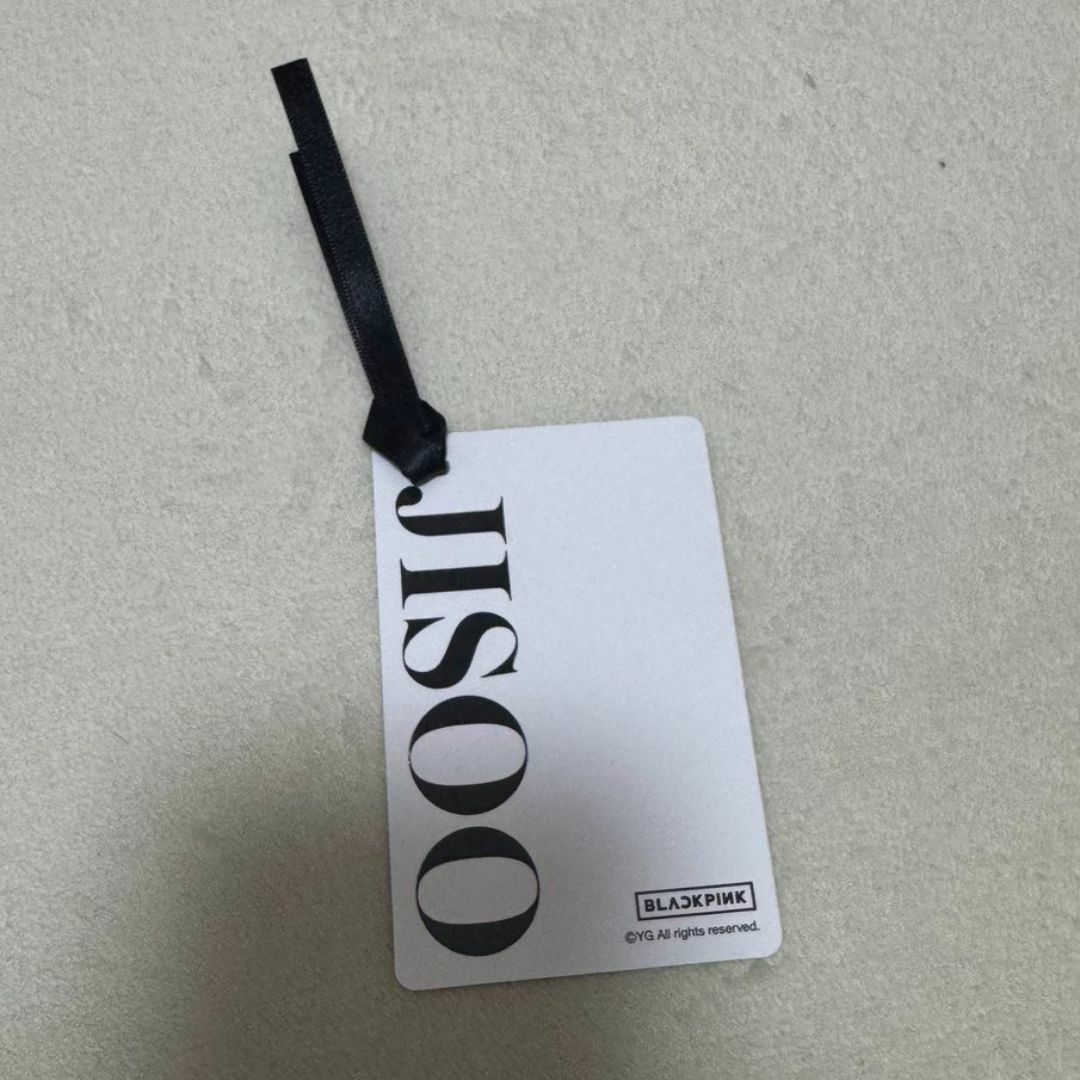 JISOO
BLACKPINK
©YG All rights reserved.